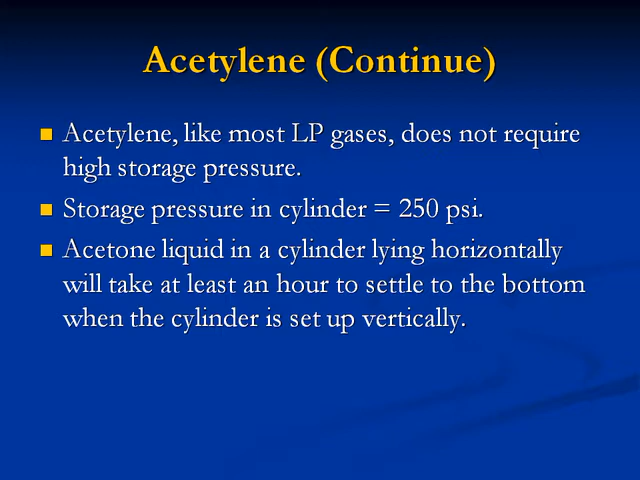 Acetylene (Continue)
Acetylene, like most LP gases, does not require
high storage pressure.
Storage pressure in cylinder = 250 psi.
Acetone liquid in a cylinder lying horizontally
will take at least an hour to settle to the bottom
when the cylinder is set up vertically.